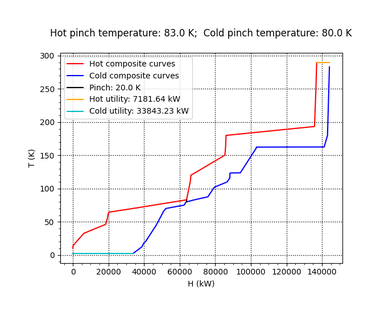 Hot pinch temperature: 83.0 K;  Cold pinch temperature: 80.0 K
Hot composite curves
Cold composite curves
Pinch: 20.0 K
Hot utility: 7181.64 kW
Cold utility: 33843.23 kW
300
250
200
150
100
50
0
T (K)
0 20000 40000 60000 80000 100000 120000 140000
H (kW)